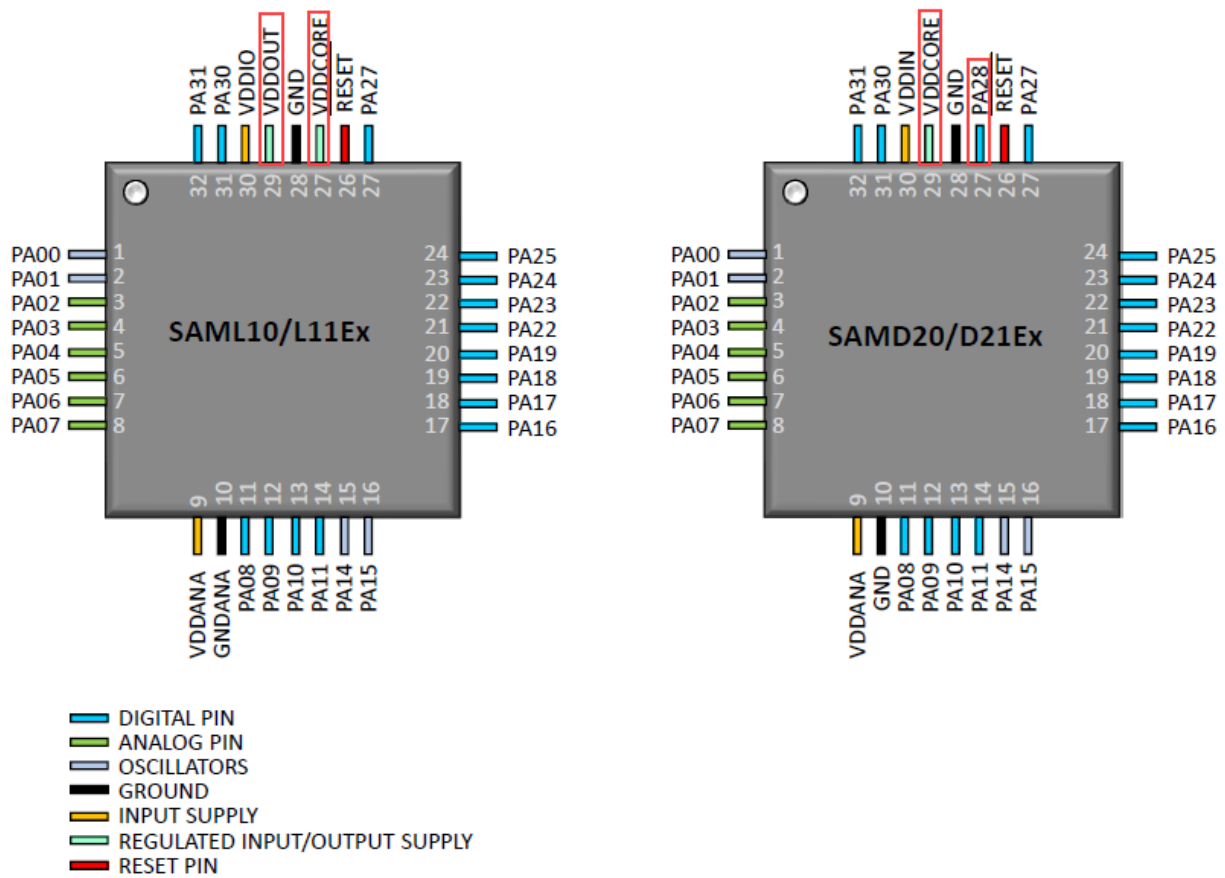 PA31
PA30
VDDIO
VDDOUT
GND
VDDCORE
RESET
PA27
32
31
30
29
28
27
26
27
PA00 1
PA01 2
PA02 3
PA03 4
PA04 5
PA05 6
PA06 7
PA07 8
SAML10/L11Ex
24 PA25
23 PA24
22 PA23
21 PA22
20 PA19
19 PA18
18 PA17
17 PA16
9
10
11
12
13
14
15
16
VDDANA
GNDANA
PA08
PA09
PA10
PA11
PA14
PA15
PA31
PA30
VDDIN
VDDCORE
GND
PA28
RESET
PA27
32
31
30
29
28
27
26
27
PA00 1
PA01 2
PA02 3
PA03 4
PA04 5
PA05 6
PA06 7
PA07 8
SAMD20/D21Ex
24 PA25
23 PA24
22 PA23
21 PA22
20 PA19
19 PA18
18 PA17
17 PA16
9
10
11
12
13
14
15
16
VDDANA
GND
PA08
PA09
PA10
PA11
PA14
PA15
DIGITAL PIN
ANALOG PIN
OSCILLATORS
GROUND
INPUT SUPPLY
REGULATED INPUT/OUTPUT SUPPLY
RESET PIN